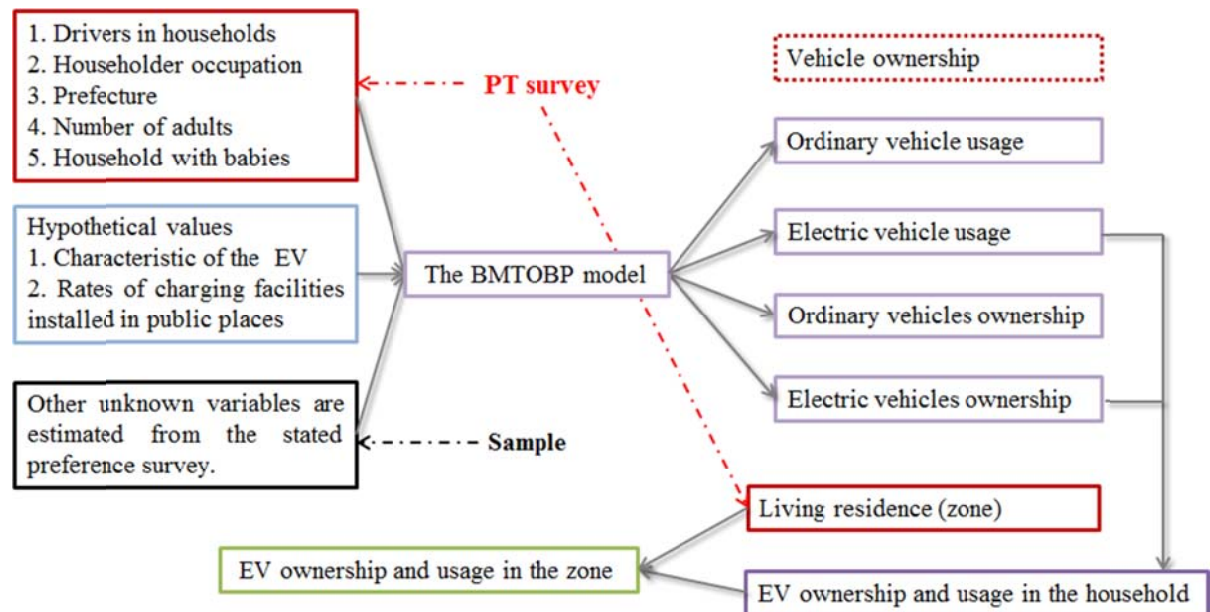 1. Drivers in households
2. Householder occupation
3. Prefecture
4. Number of adults
5. Household with babies
Hypothetical values
1. Characteristic of the EV
2. Rates of charging facilities
installed in public places
Other unknown variables are
estimated from the stated
preference survey.
PT survey
The BMTOBP model
Sample
Vehicle ownership
Ordinary vehicle usage
Electric vehicle usage
Ordinary vehicles ownership
Electric vehicles ownership
Living residence (zone)
EV ownership and usage in the zone
EV ownership and usage in the household